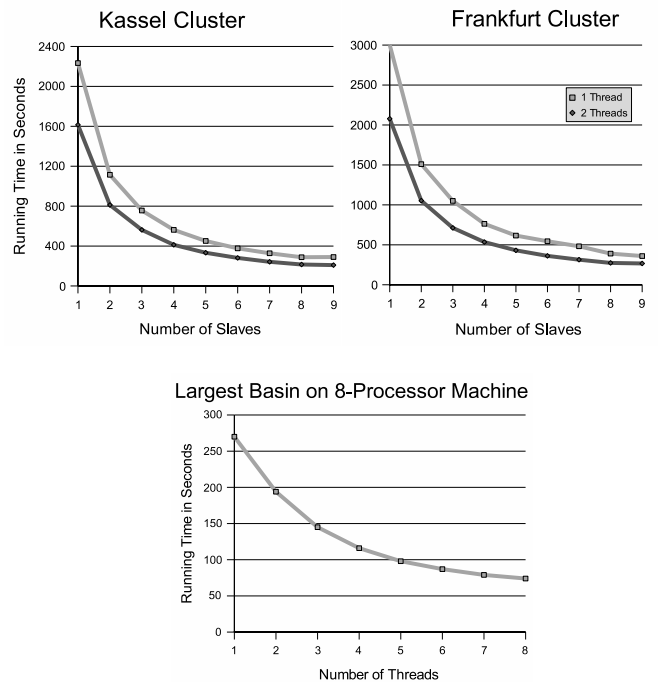 Kassel Cluster
2400
2000
1600
1200
800
400
0
Running Time in Seconds
1 2 3 4 5 6 7 8 9
Number of Slaves
Frankfurt Cluster
3000
2500
2000
1500
1000
500
0
1 Thread
2 Threads
1 2 3 4 5 6 7 8 9
Number of Slaves
Largest Basin on 8-Processor Machine
300
250
200
150
100
50
0
Running Time in Seconds
1 2 3 4 5 6 7 8
Number of Threads